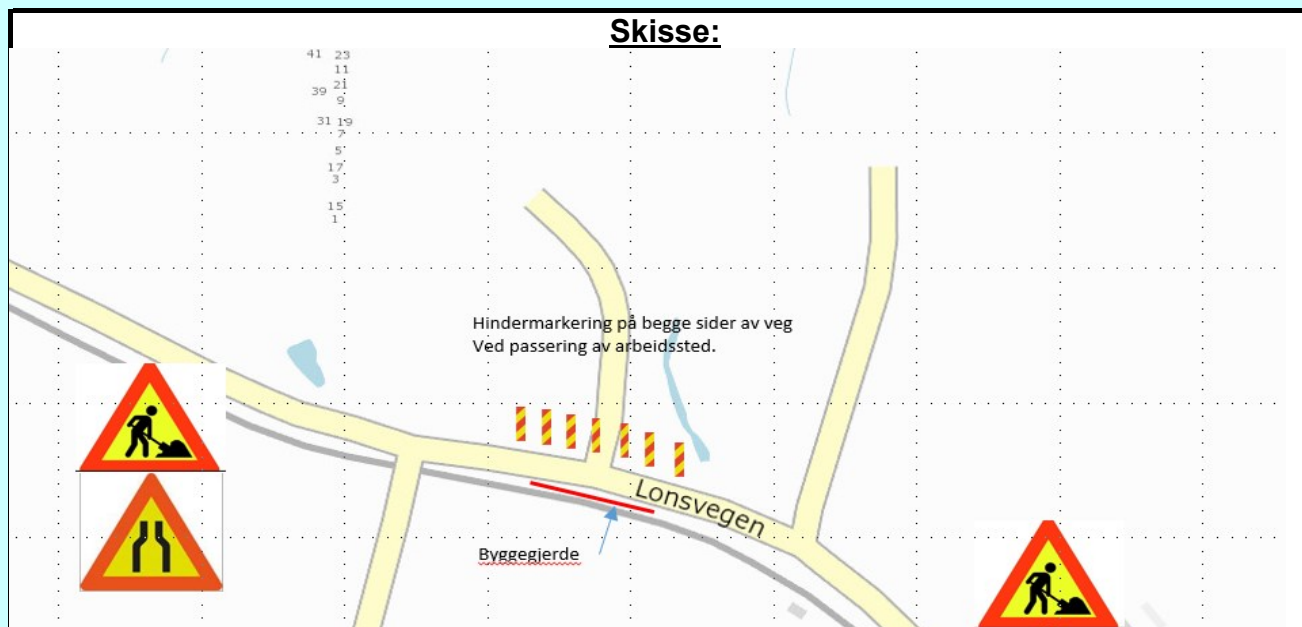 Skisse:
41 23
11
39 21
9
31 19
7
5
17
3
15
1
Hindermarkering på begge sider av veg
Ved passering av arbeidssted.
Lonsvegen
Byggegjerde